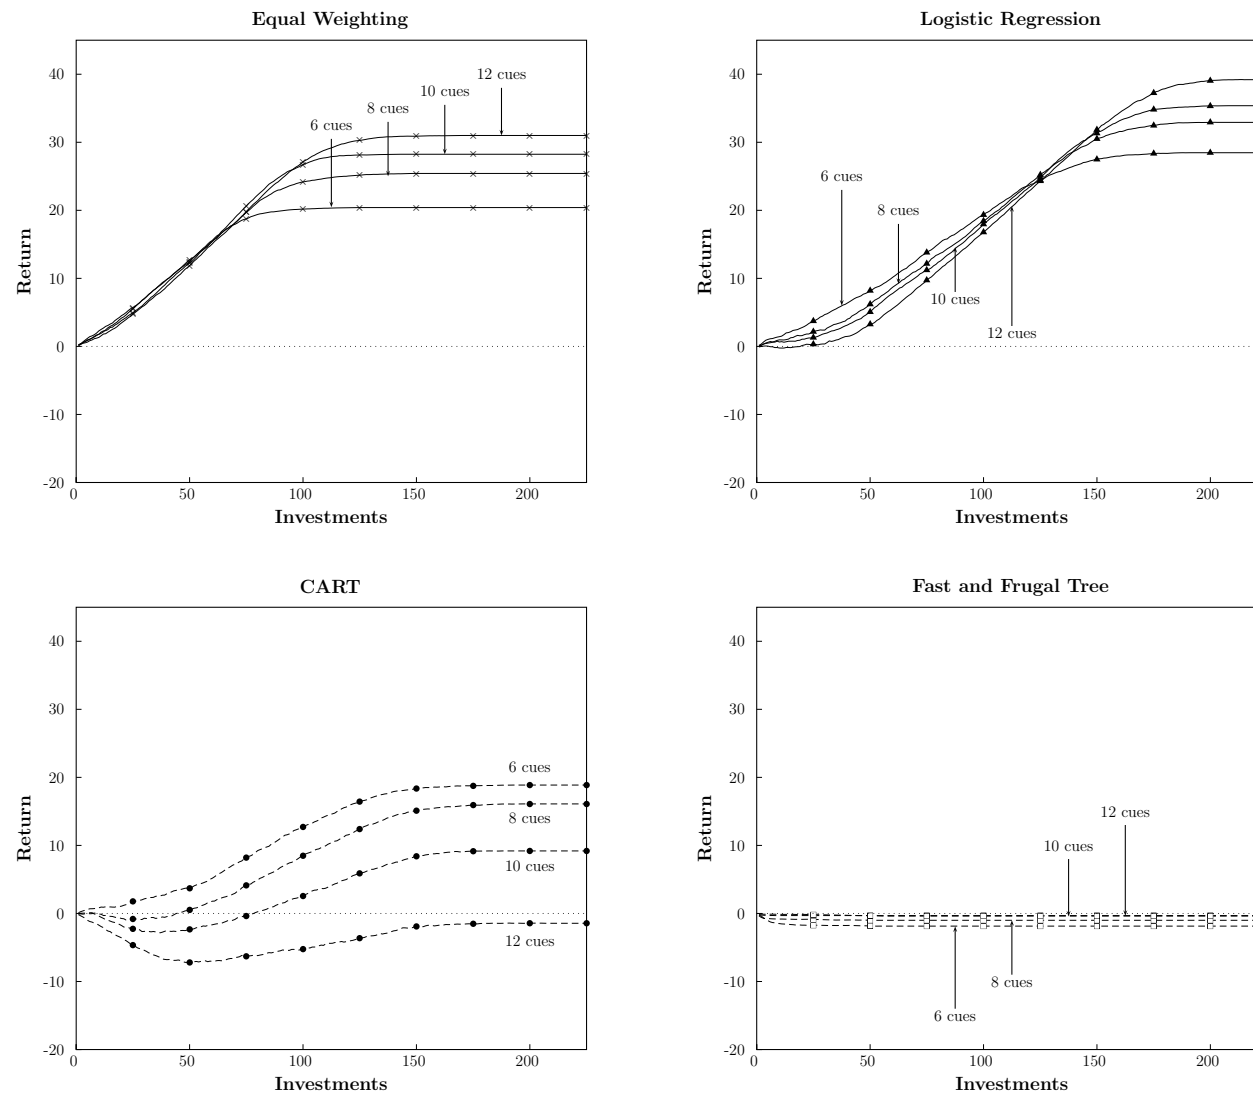 Equal Weighting
40
30
20
10
0
-10
-20
0 50 100 150 200
Return
Investments
12 cues
10 cues
8 cues
6 cues
Logistic Regression
40
30
20
10
0
-10
-20
0 50 100 150 200
Return
Investments
6 cues
8 cues
10 cues
12 cues
CART
40
30
20
10
0
-10
-20
0 50 100 150 200
Return
Investments
6 cues
8 cues
10 cues
12 cues
Fast and Frugal Tree
40
30
20
10
0
-10
-20
0 50 100 150 200
Return
Investments
12 cues
10 cues
8 cues
6 cues